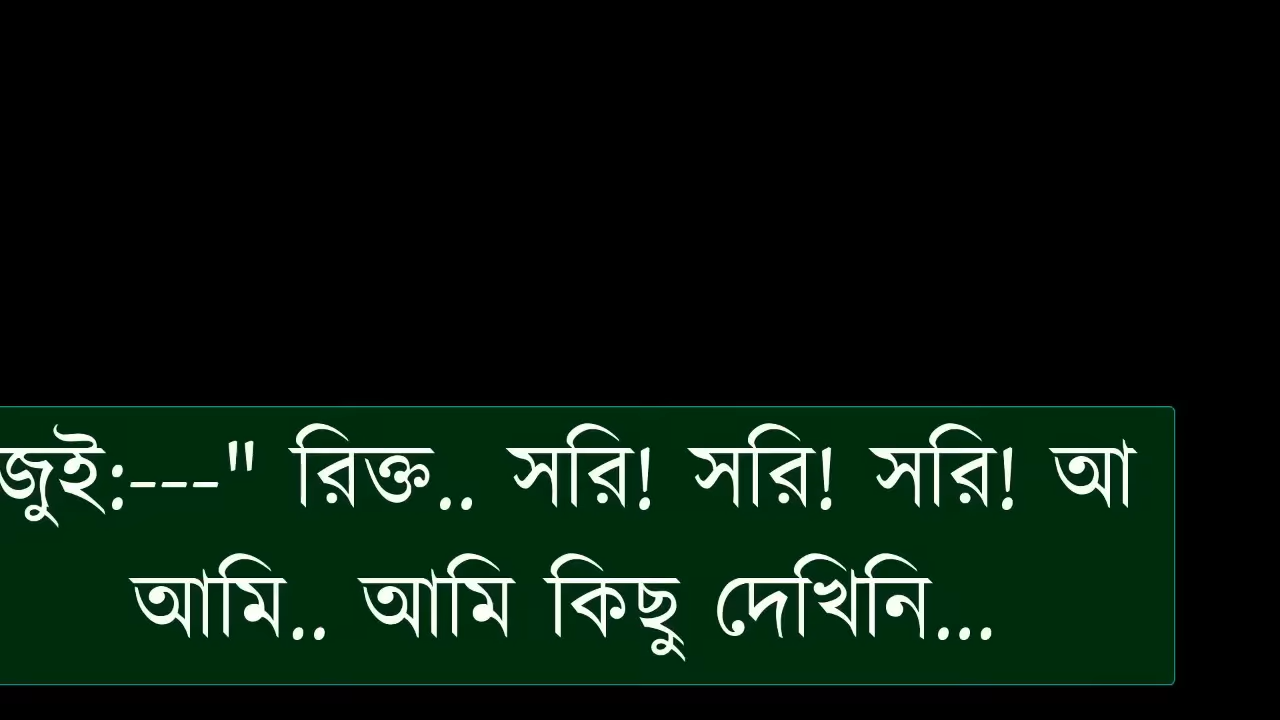 জুই:---" রিক্ত.. সরি! সরি! সরি! আ
আমি.. আমি কিছু দেখিনি...